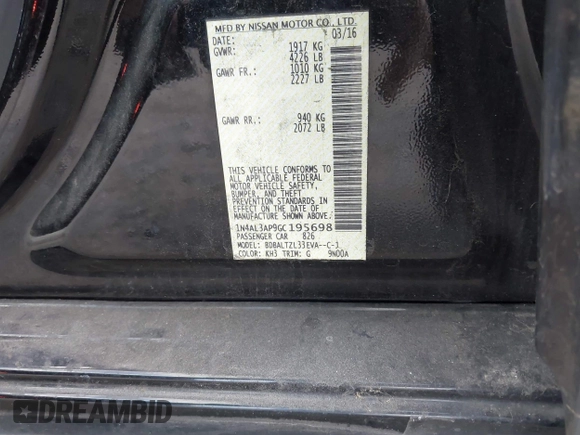 MFD BY NISSAN MOTOR CO., LTD.
DATE: 03/16
GVWR: 1917 KG
4226 LB
GAWR FR.: 1010 KG
2227 LB
GAWR RR.: 940 KG
2072 LB
THIS VEHICLE CONFORMS TO
ALL APPLICABLE FEDERAL
MOTOR VEHICLE SAFETY,
BUMPER, AND THEFT
PREVENTION STANDARDS IN
EFFECT ON THE DATE OF
MANUFACTURE SHOWN
ABOVE.
1N4AL3AP9GC195698
PASSENGER CAR 826
MODEL: BDBALTZL33EVA--C-J
COLOR: KH3 TRIM: G 9N00A
DREAMBID